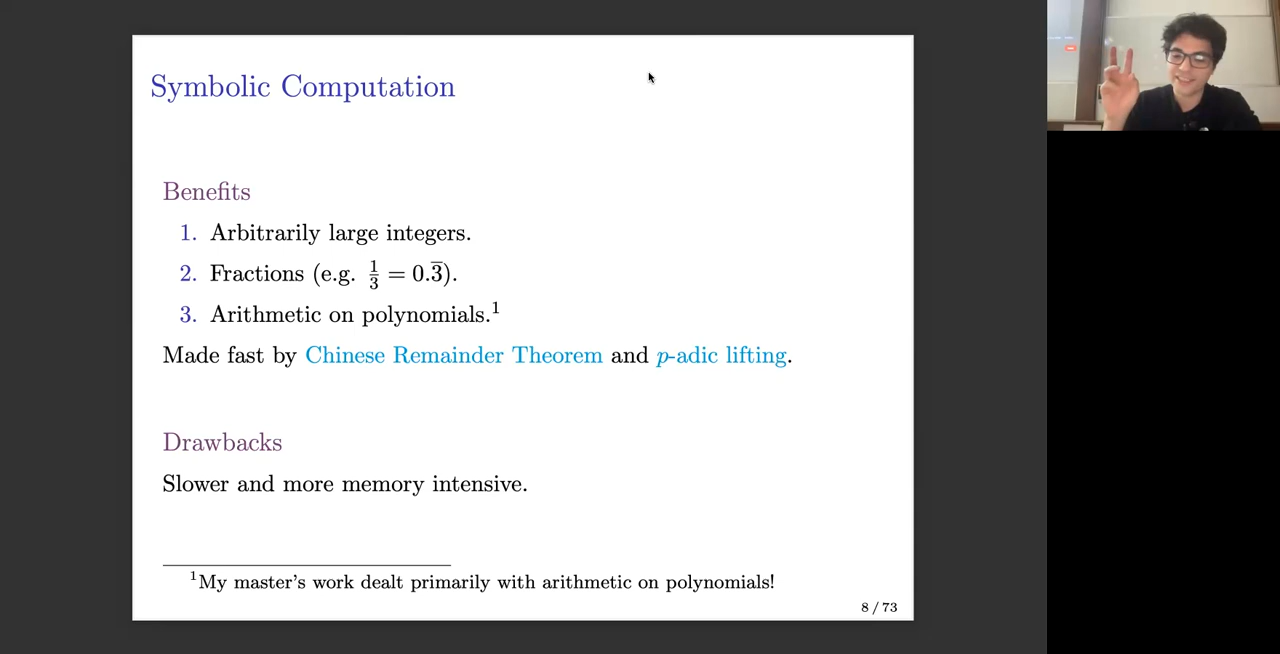 Symbolic Computation
Benefits
1. Arbitrarily large integers.
2. Fractions (e.g. 1/3 = 0.3̅).
3. Arithmetic on polynomials.¹
Made fast by Chinese Remainder Theorem and p-adic lifting.
Drawbacks
Slower and more memory intensive.
¹My master's work dealt primarily with arithmetic on polynomials!
8 / 73